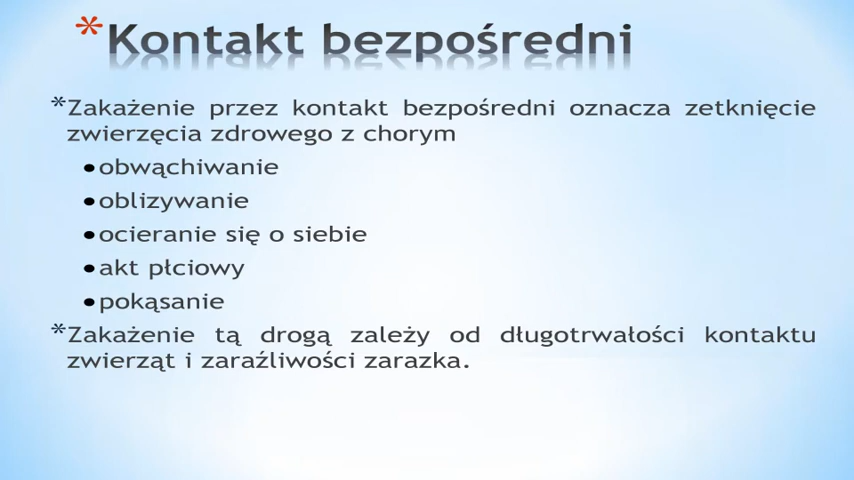 *Kontakt bezpośredni
*Zakażenie przez kontakt bezpośredni oznacza zetknięcie
zwierzęcia zdrowego z chorym
•obwąchiwanie
•oblizywanie
•ocieranie się o siebie
•akt płciowy
•pokąsanie
*Zakażenie tą drogą zależy od długotrwałości kontaktu
zwierząt i zaraźliwości zarazka.